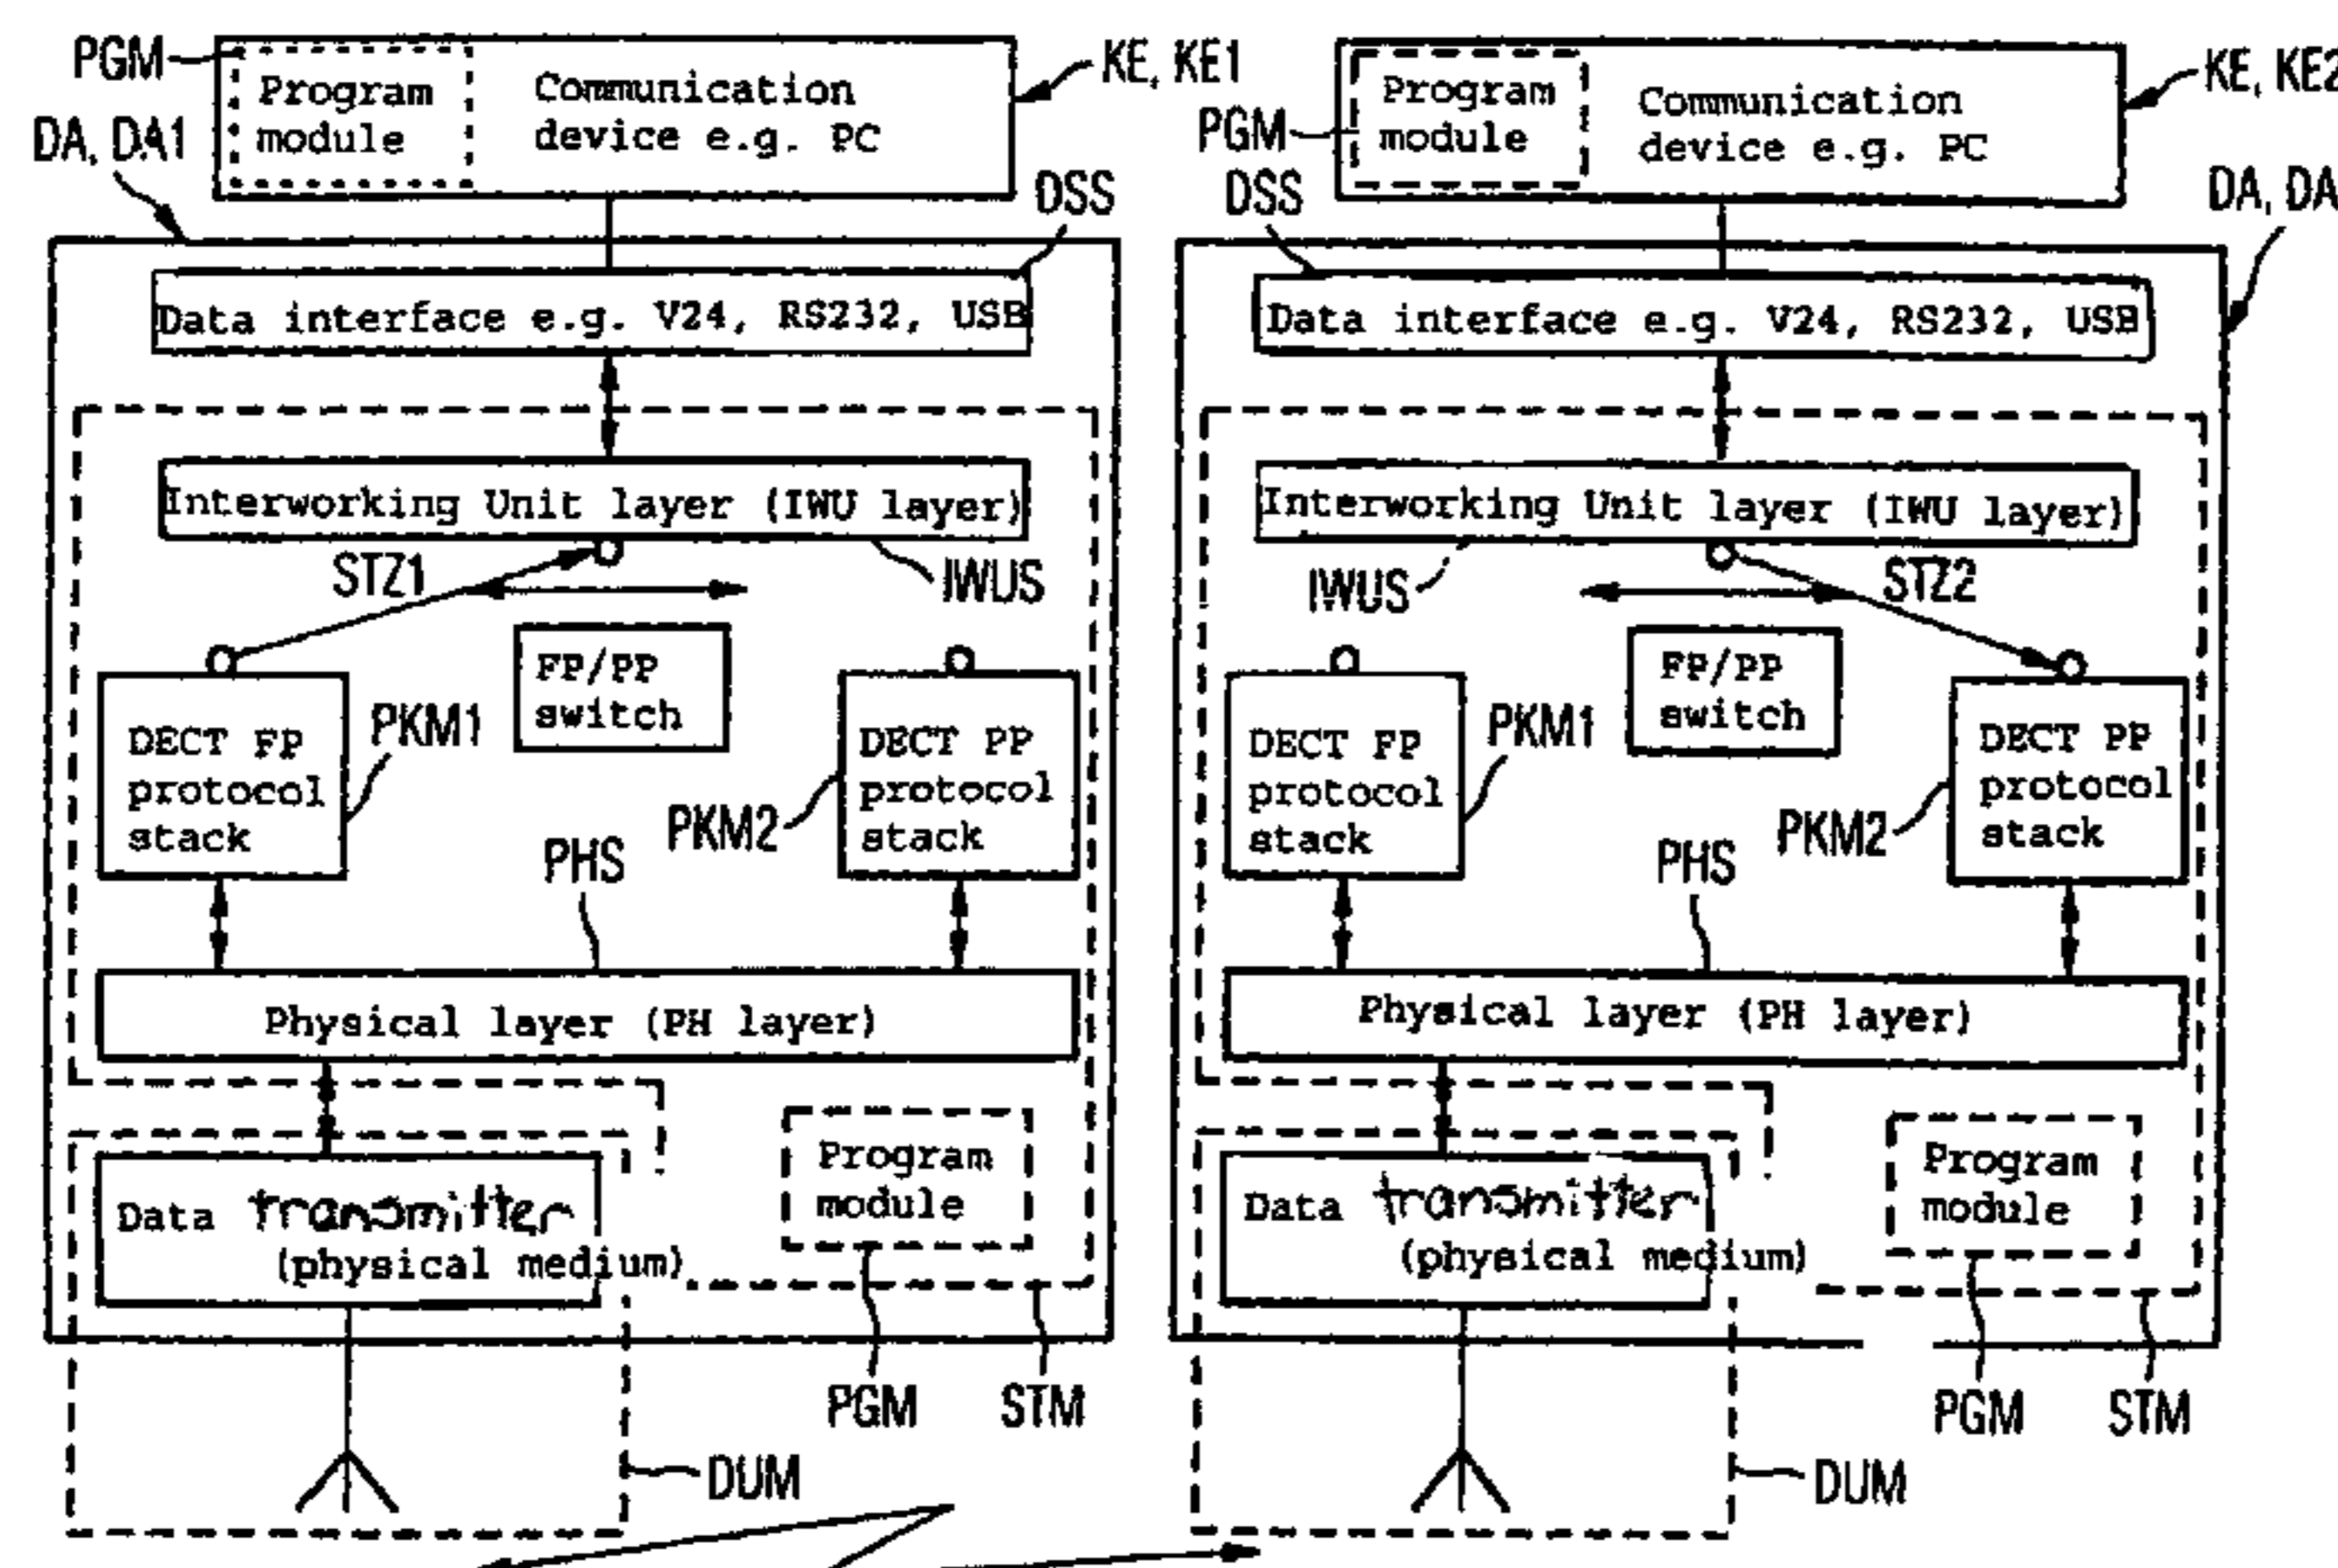 PGM
Program
module
Communication
device e.g. PC
KE, KE1
DA, DA1
DSS
Data interface e.g. V24, RS232, USB
Interworking Unit layer (IWU layer)
STZ1
IWUS
FP/PP
switch
DECT FP
protocol
stack
PKM1
DECT PP
protocol
stack
PKM2
PHS
Physical layer (PH layer)
Data transmitter
(physical medium)
Program
module
PGM
STM
DUM
PGM
Program
module
Communication
device e.g. PC
KE, KE2
DSS
DA, DA
Data interface e.g. V24, RS232, USB
Interworking Unit layer (IWU layer)
IWUS
STZ2
FP/PP
switch
DECT FP
protocol
stack
PKM1
DECT PP
protocol
stack
PKM2
PHS
Physical layer (PH layer)
Data transmitter
(physical medium)
Program
module
PGM
STM
DUM